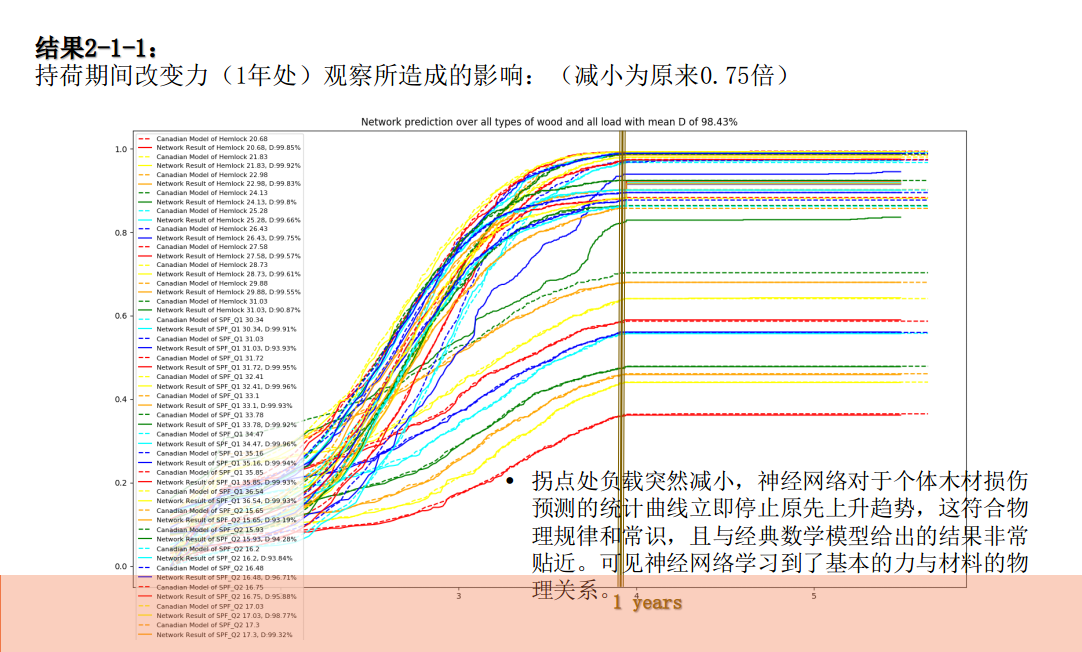 结果2-1-1：
持荷期间改变力（1年处）观察所造成的影响：（减小为原来0.75倍）
Network prediction over all types of wood and all load with mean D of 98.43%
Canadian Model of Hemlock 20.68
Network Result of Hemlock 20.68, D:99.85%
Canadian Model of Hemlock 21.83
Network Result of Hemlock 21.83, D:99.92%
Canadian Model of Hemlock 22.98
Network Result of Hemlock 22.98, D:99.83%
Canadian Model of Hemlock 24.13
Network Result of Hemlock 24.13, D:99.8%
Canadian Model of Hemlock 25.28
Network Result of Hemlock 25.28, D:99.66%
Canadian Model of Hemlock 26.43
Network Result of Hemlock 26.43, D:99.75%
Canadian Model of Hemlock 27.58
Network Result of Hemlock 27.58, D:99.57%
Canadian Model of Hemlock 28.73
Network Result of Hemlock 28.73, D:99.61%
Canadian Model of Hemlock 29.88
Network Result of Hemlock 29.88, D:99.55%
Canadian Model of Hemlock 31.03
Network Result of Hemlock 31.03, D:90.87%
Canadian Model of SPF_Q1 30.34
Network Result of SPF_Q1 30.34, D:99.91%
Canadian Model of SPF_Q1 31.03
Network Result of SPF_Q1 31.03, D:93.93%
Canadian Model of SPF_Q1 31.72
Network Result of SPF_Q1 31.72, D:99.95%
Canadian Model of SPF_Q1 32.41
Network Result of SPF_Q1 32.41, D:99.96%
Canadian Model of SPF_Q1 33.1
Network Result of SPF_Q1 33.1, D:99.93%
Canadian Model of SPF_Q1 33.78
Network Result of SPF_Q1 33.78, D:99.92%
Canadian Model of SPF_Q1 34.47
Network Result of SPF_Q1 34.47, D:99.96%
Canadian Model of SPF_Q1 35.16
Network Result of SPF_Q1 35.16, D:99.94%
Canadian Model of SPF_Q1 35.85
Network Result of SPF_Q1 35.85, D:99.93%
Canadian Model of SPF_Q1 36.54
Network Result of SPF_Q1 36.54, D:99.93%
Canadian Model of SPF_Q2 15.65
Network Result of SPF_Q2 15.65, D:93.19%
Canadian Model of SPF_Q2 15.93
Network Result of SPF_Q2 15.93, D:94.28%
Canadian Model of SPF_Q2 16.2
Network Result of SPF_Q2 16.2, D:93.84%
Canadian Model of SPF_Q2 16.48
Network Result of SPF_Q2 16.48, D:96.71%
Canadian Model of SPF_Q2 16.75
Network Result of SPF_Q2 16.75, D:95.88%
Canadian Model of SPF_Q2 17.03
Network Result of SPF_Q2 17.03, D:98.77%
Canadian Model of SPF_Q2 17.3
Network Result of SPF_Q2 17.3, D:99.32%
1.0
0.8
0.6
0.4
0.2
0.0
3
4
5
• 拐点处负载突然减小，神经网络对于个体木材损伤
预测的统计曲线立即停止原先上升趋势，这符合物
理规律和常识，且与经典数学模型给出的结果非常
贴近。可见神经网络学习到了基本的力与材料的物
理关系。
1 years